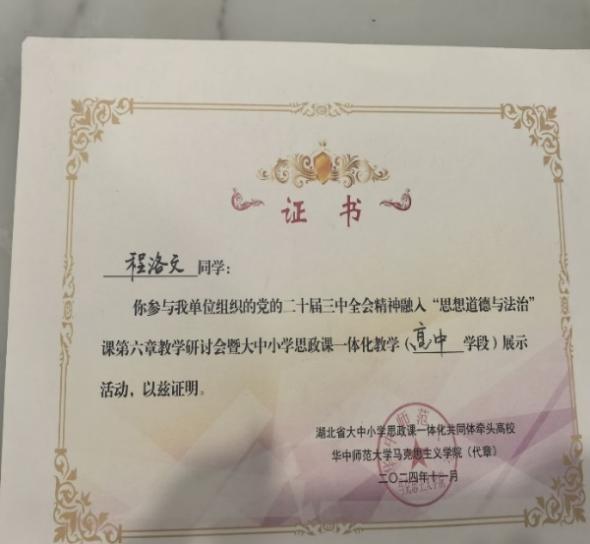 证书
程洛文同学：
你参与我单位组织的党的二十届三中全会精神融入“思想道德与法治”
课第六章教学研讨会暨大中小学思政课一体化教学（高中学段）展示
活动，以兹证明。
湖北省大中小学思政课一体化共同体牵头高校
华中师范大学马克思主义学院（代章）
二〇二四年十一月